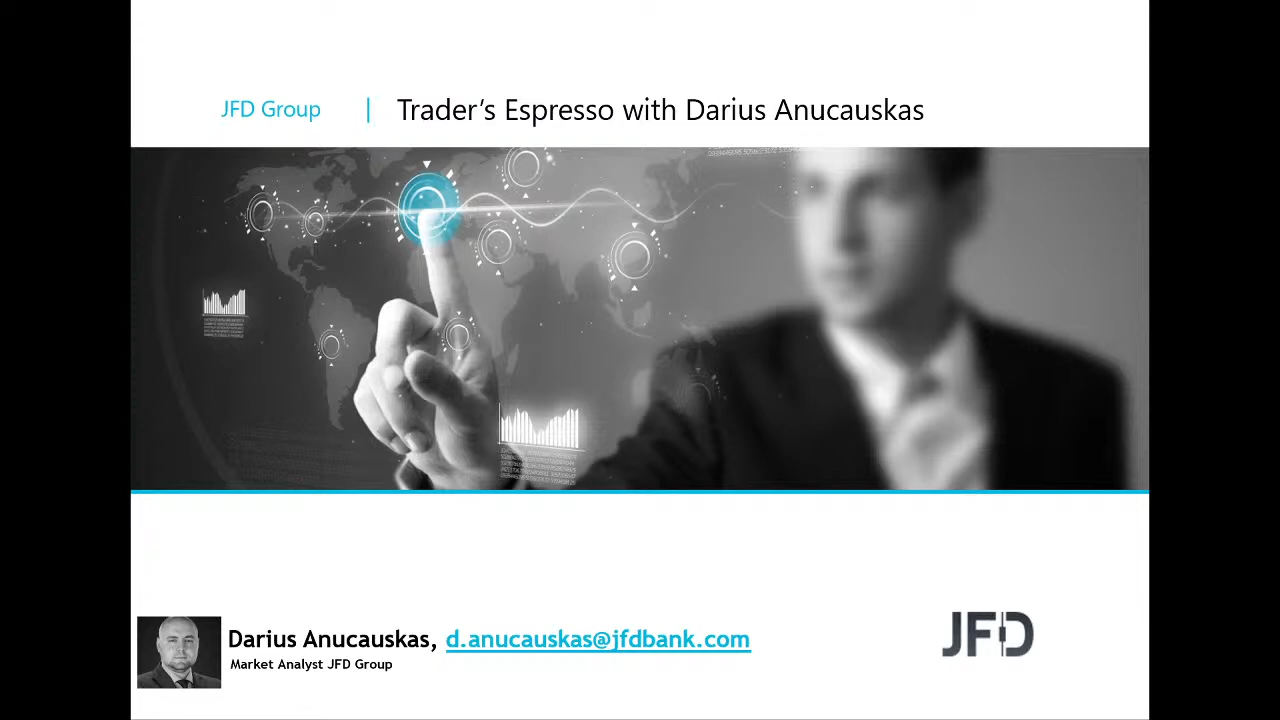 JFD Group | Trader’s Espresso with Darius Anucauskas
Darius Anucauskas, d.anucauskas@jfdbank.com
Market Analyst JFD Group
JFD